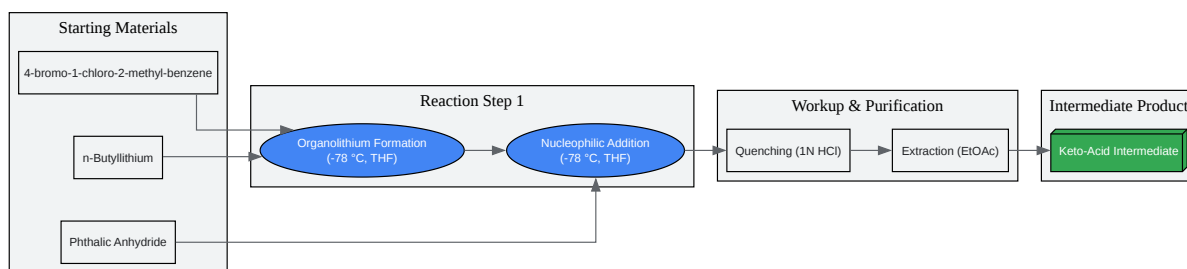 Starting Materials
4-bromo-1-chloro-2-methyl-benzene
n-Butyllithium
Phthalic Anhydride
Reaction Step 1
Organolithium Formation
(-78 °C, THF)
Nucleophilic Addition
(-78 °C, THF)
Workup & Purification
Quenching (1N HCl)
Extraction (EtOAc)
Intermediate Product
Keto-Acid Intermediate